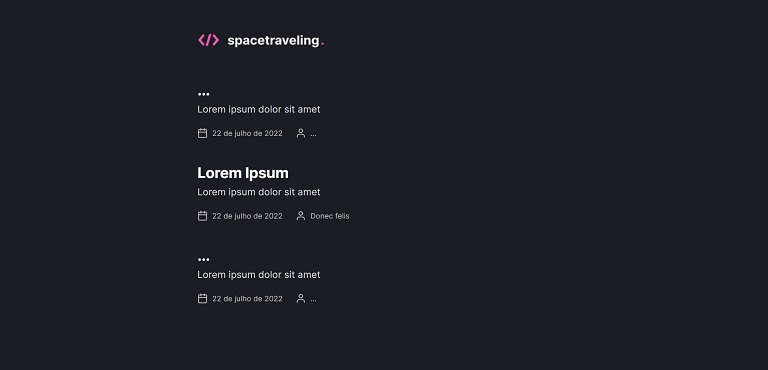 </> spacetraveling.
...
Lorem ipsum dolor sit amet
22 de julho de 2022 ...
Lorem Ipsum
Lorem ipsum dolor sit amet
22 de julho de 2022 Donec felis
...
Lorem ipsum dolor sit amet
22 de julho de 2022 ...